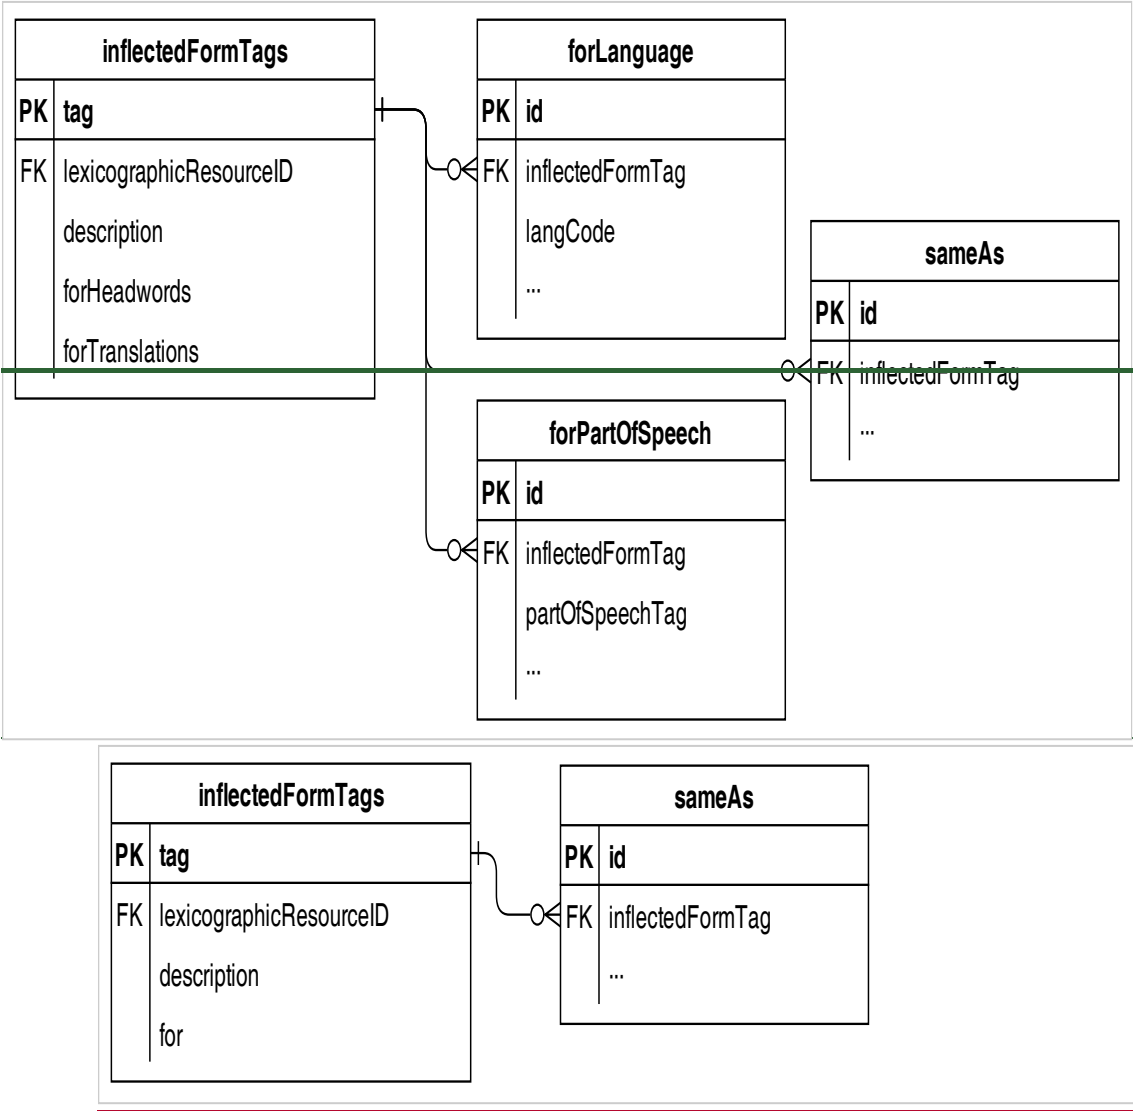 inflectedFormTags
PK tag
FK lexicographicResourceID
description
forHeadwords
forTranslations
forLanguage
PK id
FK inflectedFormTag
langCode
...
sameAs
PK id
FK inflectedFormTag
...
forPartOfSpeech
PK id
FK inflectedFormTag
partOfSpeechTag
...
inflectedFormTags
PK tag
FK lexicographicResourceID
description
for
sameAs
PK id
FK inflectedFormTag
...